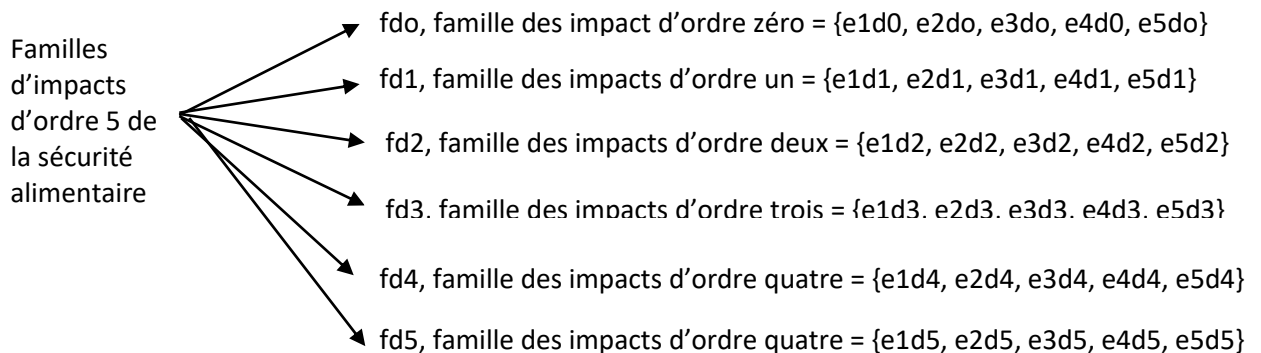 Familles
d’impacts
d’ordre 5 de
la sécurité
alimentaire
fdo, famille des impact d’ordre zéro = {e1d0, e2do, e3do, e4d0, e5do}
fd1, famille des impacts d’ordre un = {e1d1, e2d1, e3d1, e4d1, e5d1}
fd2, famille des impacts d’ordre deux = {e1d2, e2d2, e3d2, e4d2, e5d2}
fd3, famille des impacts d’ordre trois = {e1d3, e2d3, e3d3, e4d3, e5d3}
fd4, famille des impacts d’ordre quatre = {e1d4, e2d4, e3d4, e4d4, e5d4}
fd5, famille des impacts d’ordre quatre = {e1d5, e2d5, e3d5, e4d5, e5d5}